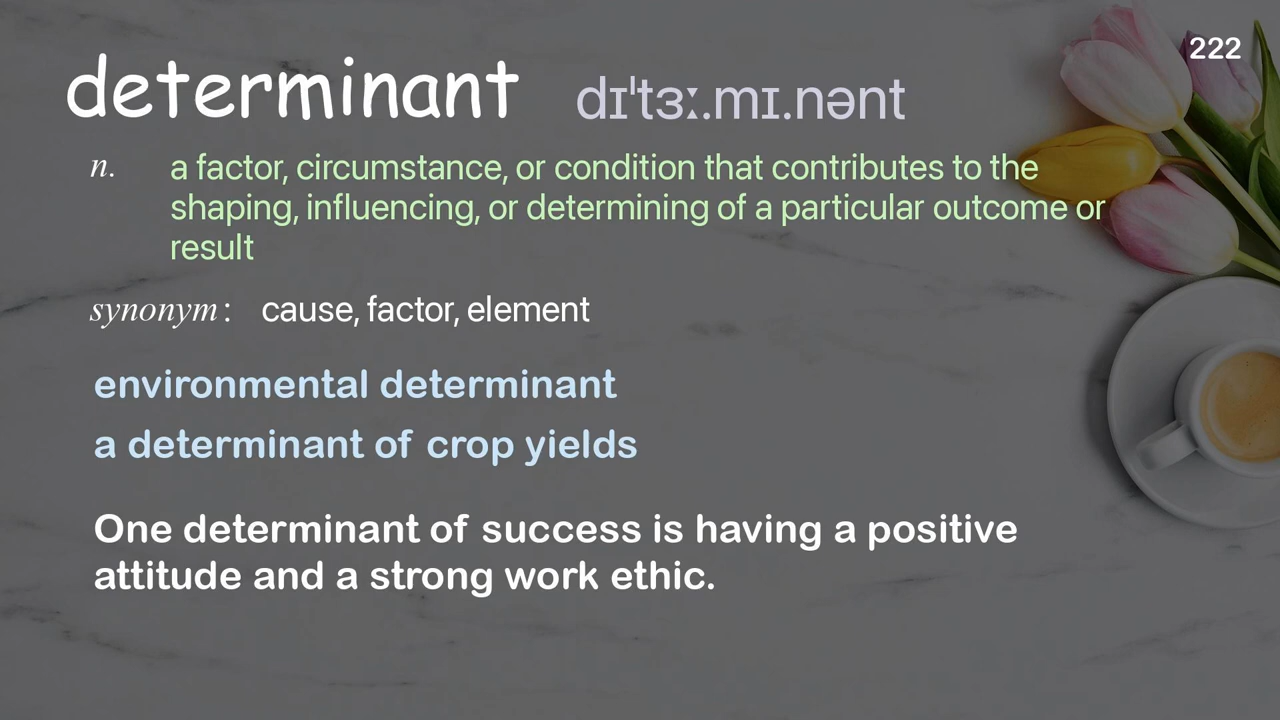 222
determinant dɪˈtɜː.mɪ.nənt
n. a factor, circumstance, or condition that contributes to the
shaping, influencing, or determining of a particular outcome or
result
synonym: cause, factor, element
environmental determinant
a determinant of crop yields
One determinant of success is having a positive
attitude and a strong work ethic.